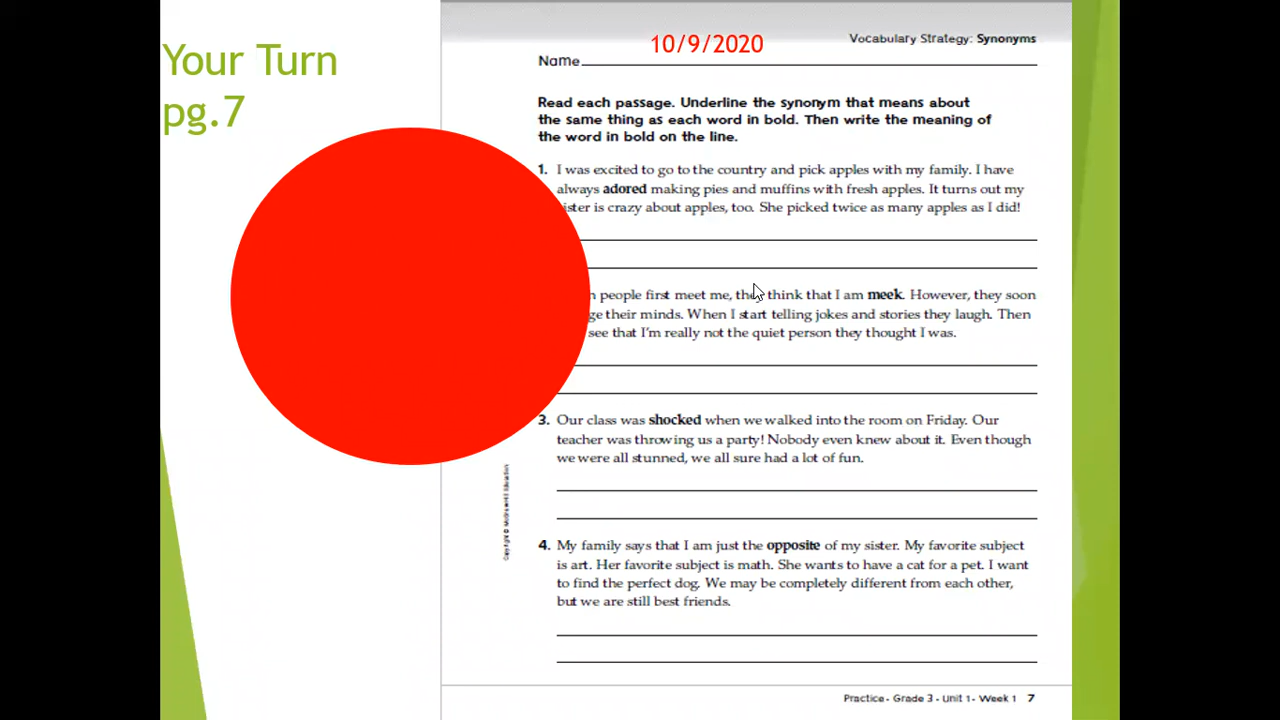 Your Turn
pg.7
10/9/2020
Vocabulary Strategy: Synonyms
Name
Read each passage. Underline the synonym that means about
the same thing as each word in bold. Then write the meaning of
the word in bold on the line.
1. I was excited to go to the country and pick apples with my family. I have
always adored making pies and muffins with fresh apples. It turns out my
is crazy about apples, too. She picked twice as many apples as I did!
people first meet me, they think that I am meek. However, they soon
their minds. When I start telling jokes and stories they laugh. Then
see that I'm really not the quiet person they thought I was.
3. Our class was shocked when we walked into the room on Friday. Our
teacher was throwing us a party! Nobody even knew about it. Even though
we were all stunned, we all sure had a lot of fun.
4. My family says that I am just the opposite of my sister. My favorite subject
is art. Her favorite subject is math. She wants to have a cat for a pet. I want
to find the perfect dog. We may be completely different from each other,
but we are still best friends.
Copyright © McGraw-Hill Education
Practice • Grade 3 • Unit 1 • Week 1 7